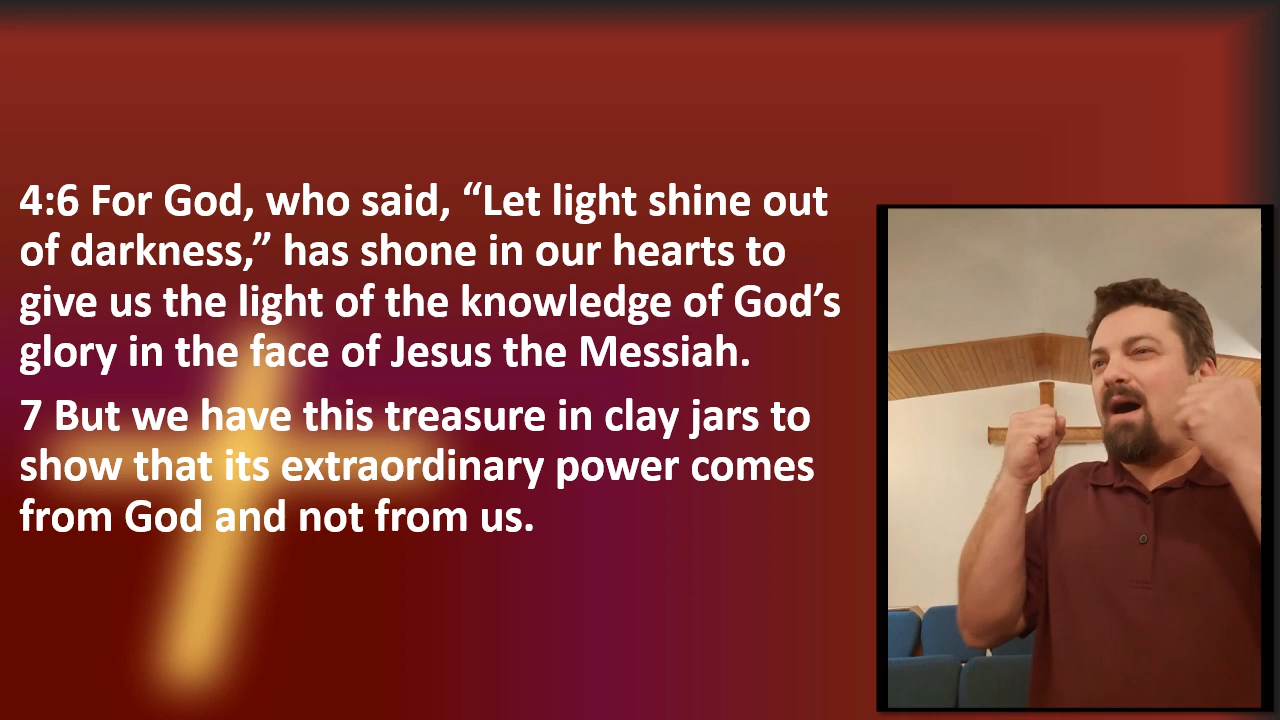 4:6 For God, who said, “Let light shine out
of darkness,” has shone in our hearts to
give us the light of the knowledge of God’s
glory in the face of Jesus the Messiah.
7 But we have this treasure in clay jars to
show that its extraordinary power comes
from God and not from us.